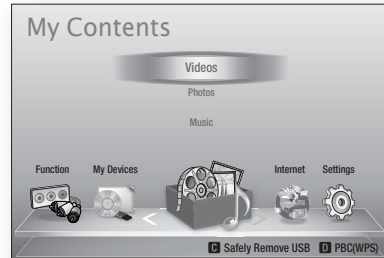 My Contents
Videos
Photos
Music
Function My Devices Internet Settings
C Safely Remove USB D PBC(WPS)